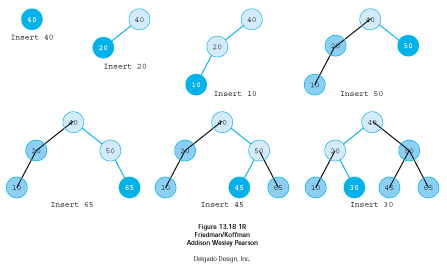 40
Insert 40
40
20
Insert 20
40
20
10
Insert 10
40
20
50
10
Insert 50
40
20
50
10
65
Insert 65
40
20
50
10
45
65
Insert 45
40
20
50
10
30
45
65
Insert 30
Figure 13.18 1R
Friedman/Koffman
Addison Wesley Pearson
Delgado Design, Inc.